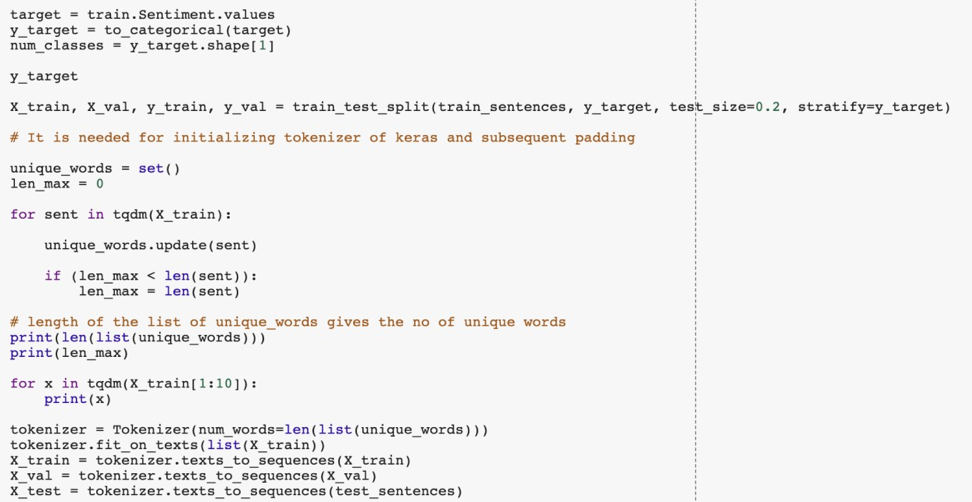 target = train.Sentiment.values
y_target = to_categorical(target)
num_classes = y_target.shape[1]
y_target
X_train, X_val, y_train, y_val = train_test_split(train_sentences, y_target, test_size=0.2, stratify=y_target)
# It is needed for initializing tokenizer of keras and subsequent padding
unique_words = set()
len_max = 0
for sent in tqdm(X_train):
    unique_words.update(sent)
    if (len_max < len(sent)):
        len_max = len(sent)
# length of the list of unique_words gives the no of unique words
print(len(list(unique_words)))
print(len_max)
for x in tqdm(X_train[1:10]):
    print(x)
tokenizer = Tokenizer(num_words=len(list(unique_words)))
tokenizer.fit_on_texts(list(X_train))
X_train = tokenizer.texts_to_sequences(X_train)
X_val = tokenizer.texts_to_sequences(X_val)
X_test = tokenizer.texts_to_sequences(test_sentences)